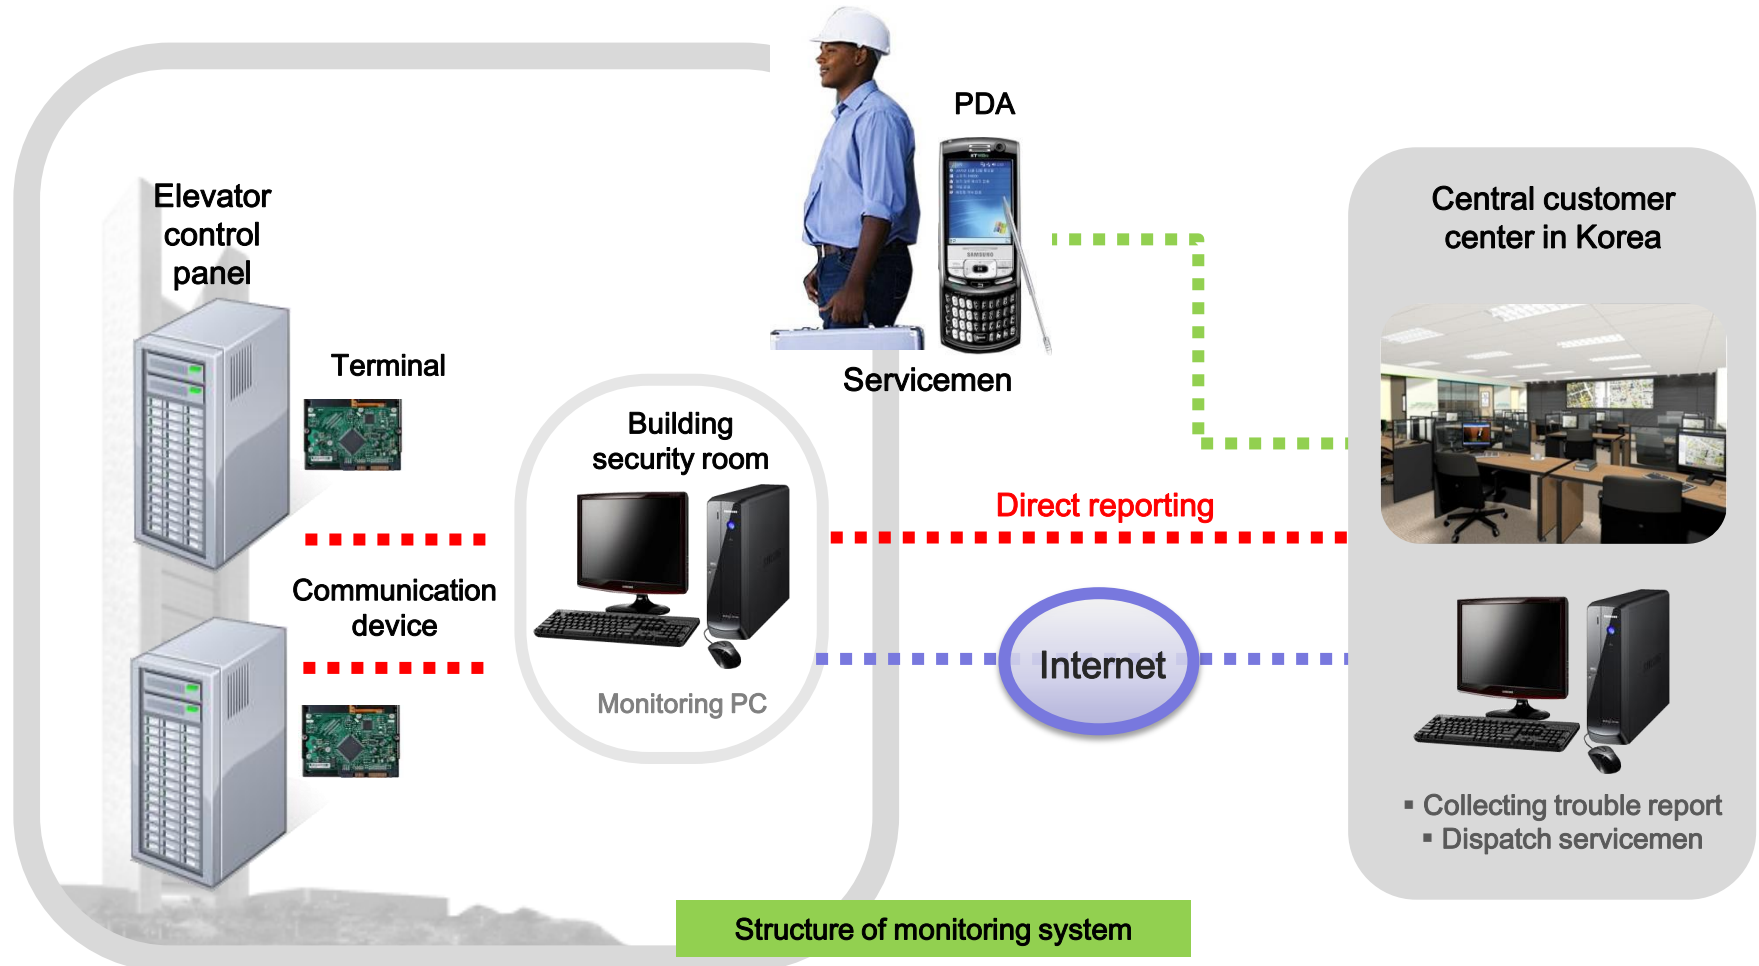 PDA
SAMSUNG
Elevator
control
panel
Terminal
Servicemen
Building
security room
Communication
device
Monitoring PC
Direct reporting
Internet
Central customer
center in Korea
▪ Collecting trouble report
▪ Dispatch servicemen
Structure of monitoring system